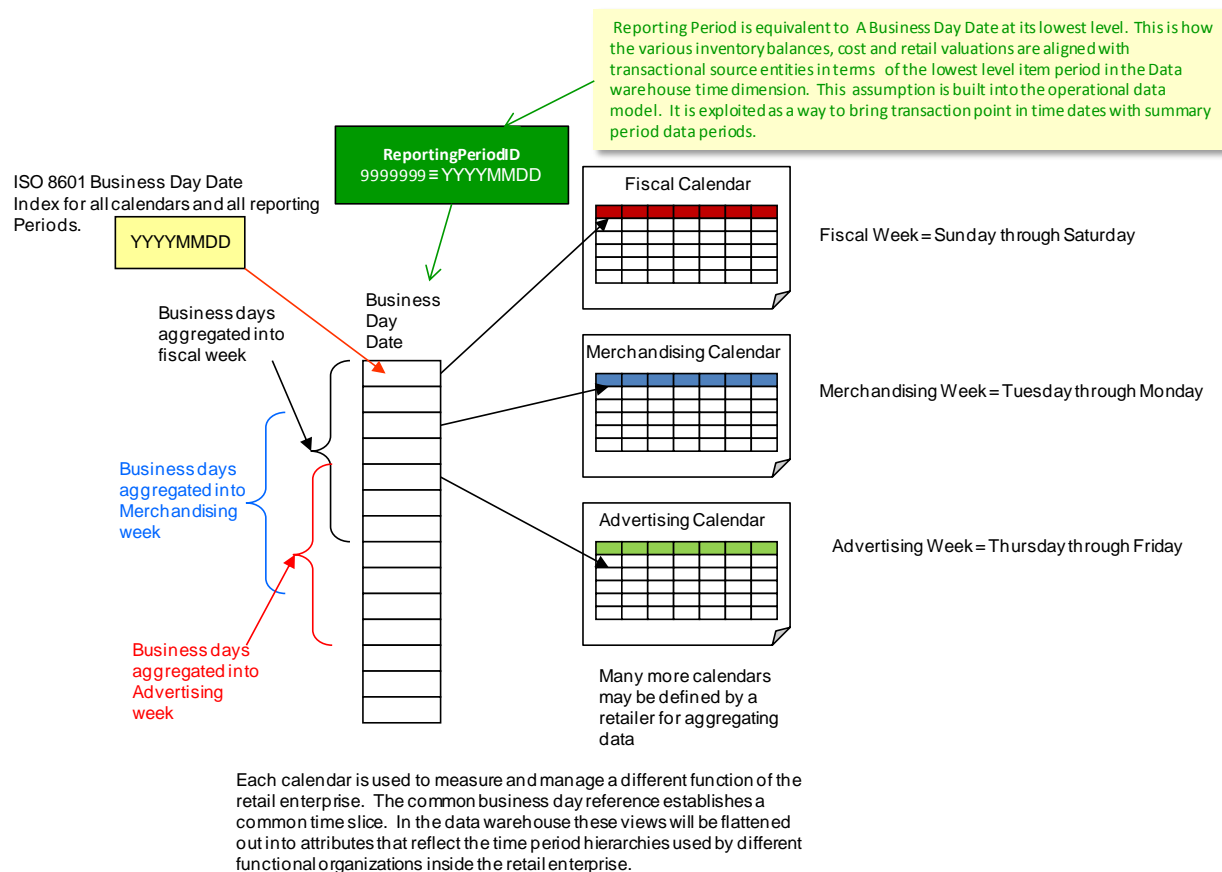 Reporting Period is equivalent to A Business Day Date at its lowest level. This is how
the various inventory balances, cost and retail valuations are aligned with
transactional source entities in terms of the lowest level item period in the Data
warehouse time dimension. This assumption is built into the operational data
model. It is exploited as a way to bring transaction point in time dates with summary
period data periods.
ReportingPeriodID
9999999 ≡ YYYYMMDD
ISO 8601 Business Day Date
Index for all calendars and all reporting
Periods.
YYYYMMDD
Fiscal Calendar
Fiscal Week = Sunday through Saturday
Business
Day
Date
Business days
aggregated into
fiscal week
Merchandising Calendar
Merchandising Week = Tuesday through Monday
Business days
aggregated into
Merchandising
week
Advertising Calendar
Advertising Week = Thursday through Friday
Business days
aggregated into
Advertising
week
Many more calendars
may be defined by a
retailer for aggregating
data
Each calendar is used to measure and manage a different function of the
retail enterprise. The common business day reference establishes a
common time slice. In the data warehouse these views will be flattened
out into attributes that reflect the time period hierarchies used by different
functional organizations inside the retail enterprise.